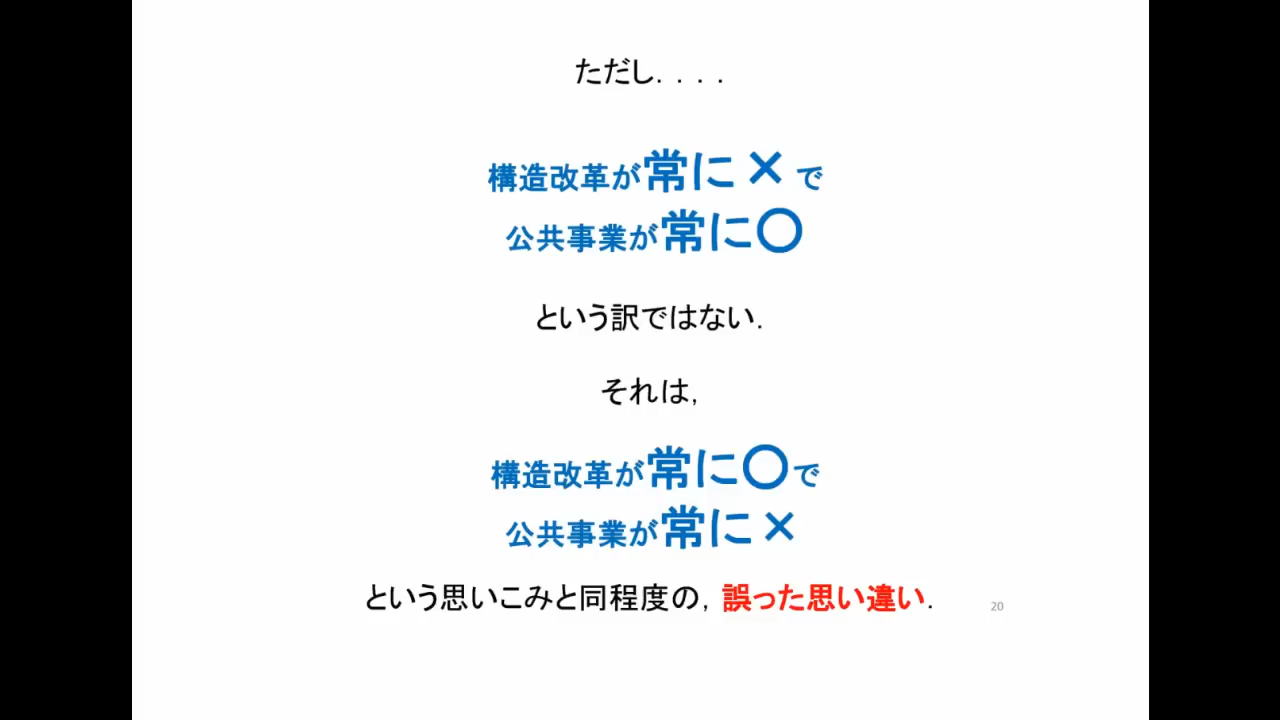 ただし．．．．
構造改革が常に×で
公共事業が常に〇
という訳ではない．
それは，
構造改革が常に〇で
公共事業が常に×
という思いこみと同程度の，誤った思い違い．
20